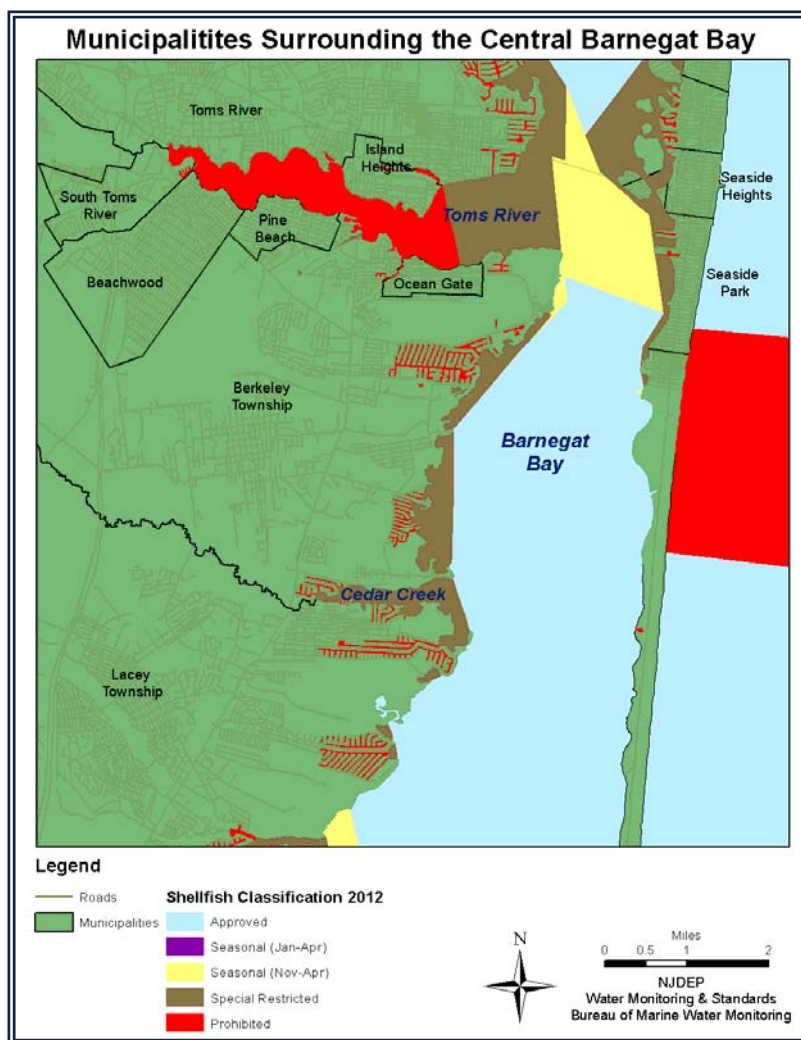 Municipalitites Surrounding the Central Barnegat Bay
Toms River
Island
Heights
South Toms
River
Pine
Beach
Toms River
Seaside
Heights
Beachwood
Ocean Gate
Seaside
Park
Berkeley
Township
Barnegat
Bay
Cedar Creek
Lacey
Township
Legend
Roads
Municipalities
Shellfish Classification 2012
Approved
Seasonal (Jan-Apr)
Seasonal (Nov-Apr)
Special Restricted
Prohibited
N
Miles
0 0.5 1 2
NJDEP
Water Monitoring & Standards
Bureau of Marine Water Monitoring